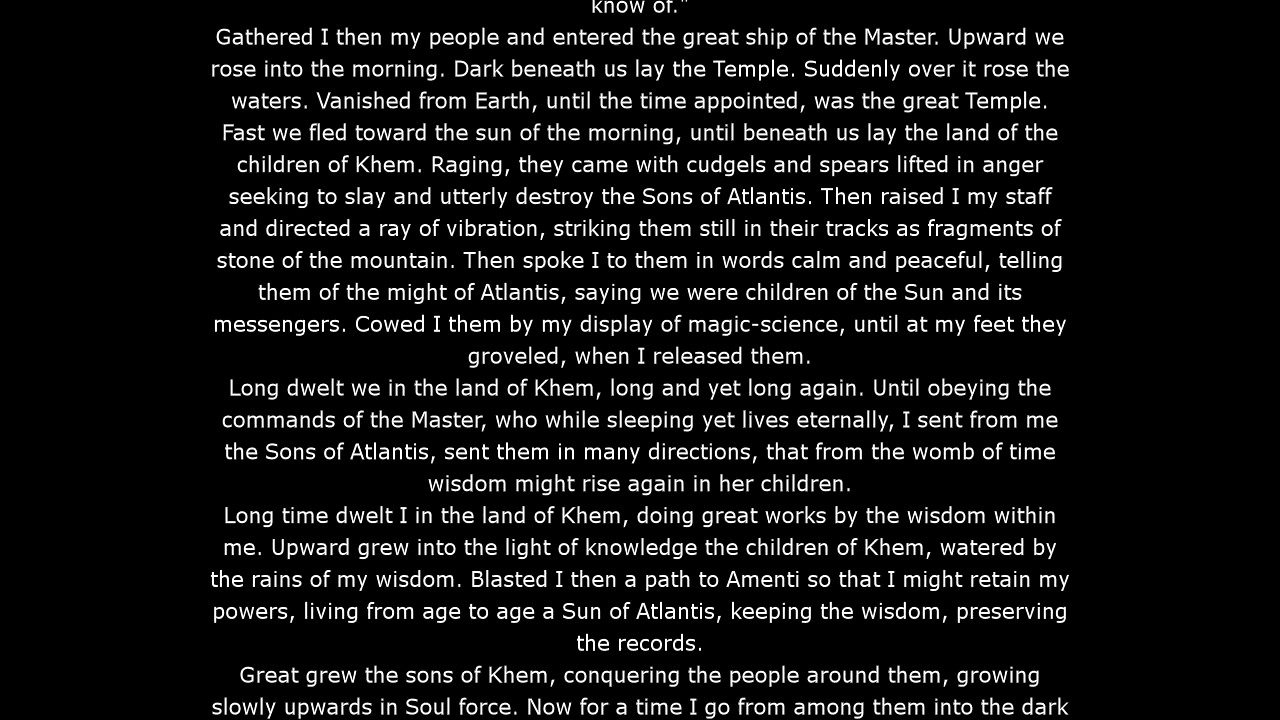 know of."
Gathered I then my people and entered the great ship of the Master. Upward we
rose into the morning. Dark beneath us lay the Temple. Suddenly over it rose the
waters. Vanished from Earth, until the time appointed, was the great Temple.
Fast we fled toward the sun of the morning, until beneath us lay the land of the
children of Khem. Raging, they came with cudgels and spears lifted in anger
seeking to slay and utterly destroy the Sons of Atlantis. Then raised I my staff
and directed a ray of vibration, striking them still in their tracks as fragments of
stone of the mountain. Then spoke I to them in words calm and peaceful, telling
them of the might of Atlantis, saying we were children of the Sun and its
messengers. Cowed I them by my display of magic-science, until at my feet they
groveled, when I released them.
Long dwelt we in the land of Khem, long and yet long again. Until obeying the
commands of the Master, who while sleeping yet lives eternally, I sent from me
the Sons of Atlantis, sent them in many directions, that from the womb of time
wisdom might rise again in her children.
Long time dwelt I in the land of Khem, doing great works by the wisdom within
me. Upward grew into the light of knowledge the children of Khem, watered by
the rains of my wisdom. Blasted I then a path to Amenti so that I might retain my
powers, living from age to age a Sun of Atlantis, keeping the wisdom, preserving
the records.
Great grew the sons of Khem, conquering the people around them, growing
slowly upwards in Soul force. Now for a time I go from among them into the dark